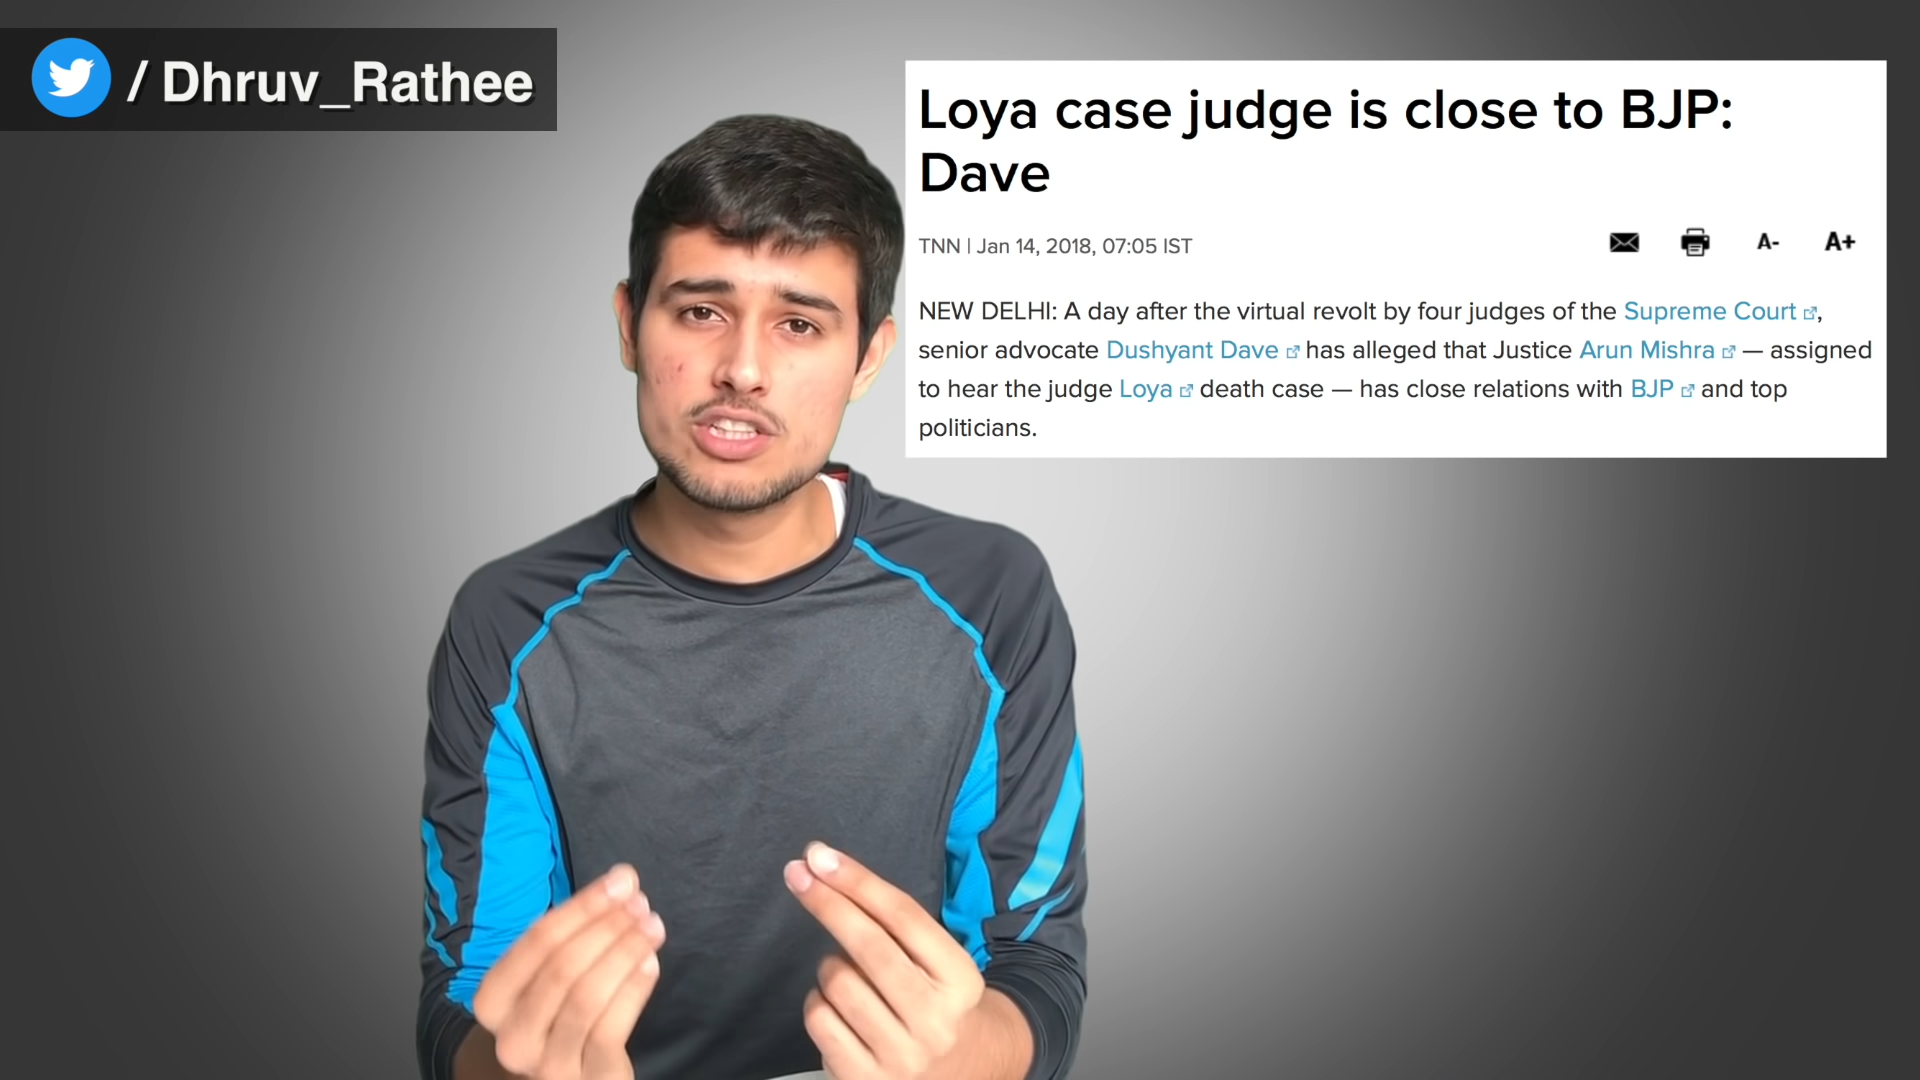 / Dhruv_Rathee
Loya case judge is close to BJP:
Dave
TNN | Jan 14, 2018, 07:05 IST
A- A+
NEW DELHI: A day after the virtual revolt by four judges of the Supreme Court,
senior advocate Dushyant Dave has alleged that Justice Arun Mishra — assigned
to hear the judge Loya death case — has close relations with BJP and top
politicians.